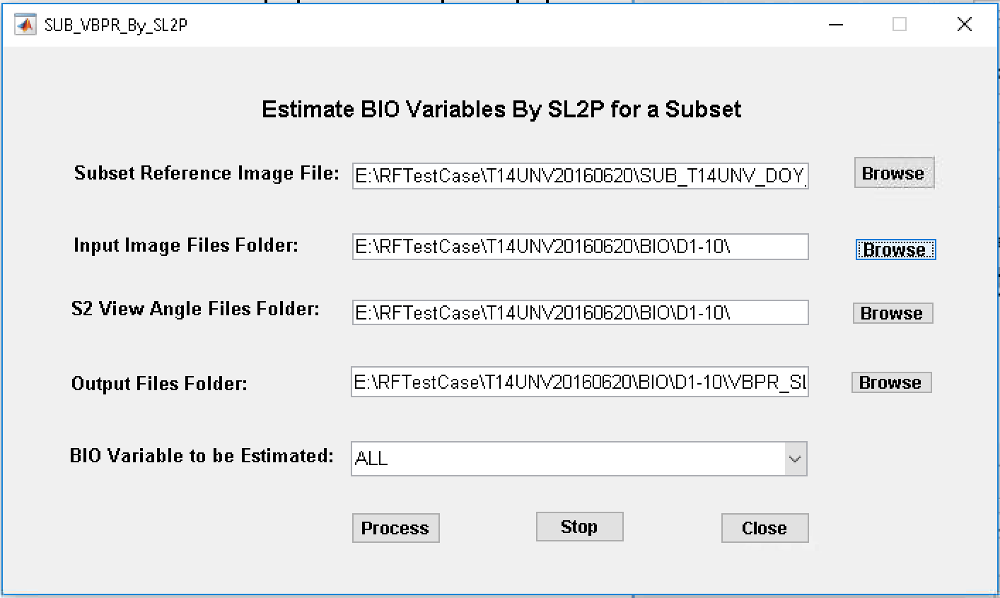 SUB_VBPR_By_SL2P
Estimate BIO Variables By SL2P for a Subset
Subset Reference Image File: E:\RFTestCase\T14UNV20160620\SUB_T14UNV_DOY_ Browse
Input Image Files Folder: E:\RFTestCase\T14UNV20160620\BIO\D1-10\ Browse
S2 View Angle Files Folder: E:\RFTestCase\T14UNV20160620\BIO\D1-10\ Browse
Output Files Folder: E:\RFTestCase\T14UNV20160620\BIO\D1-10\VBPR_SL Browse
BIO Variable to be Estimated: ALL
Process Stop Close